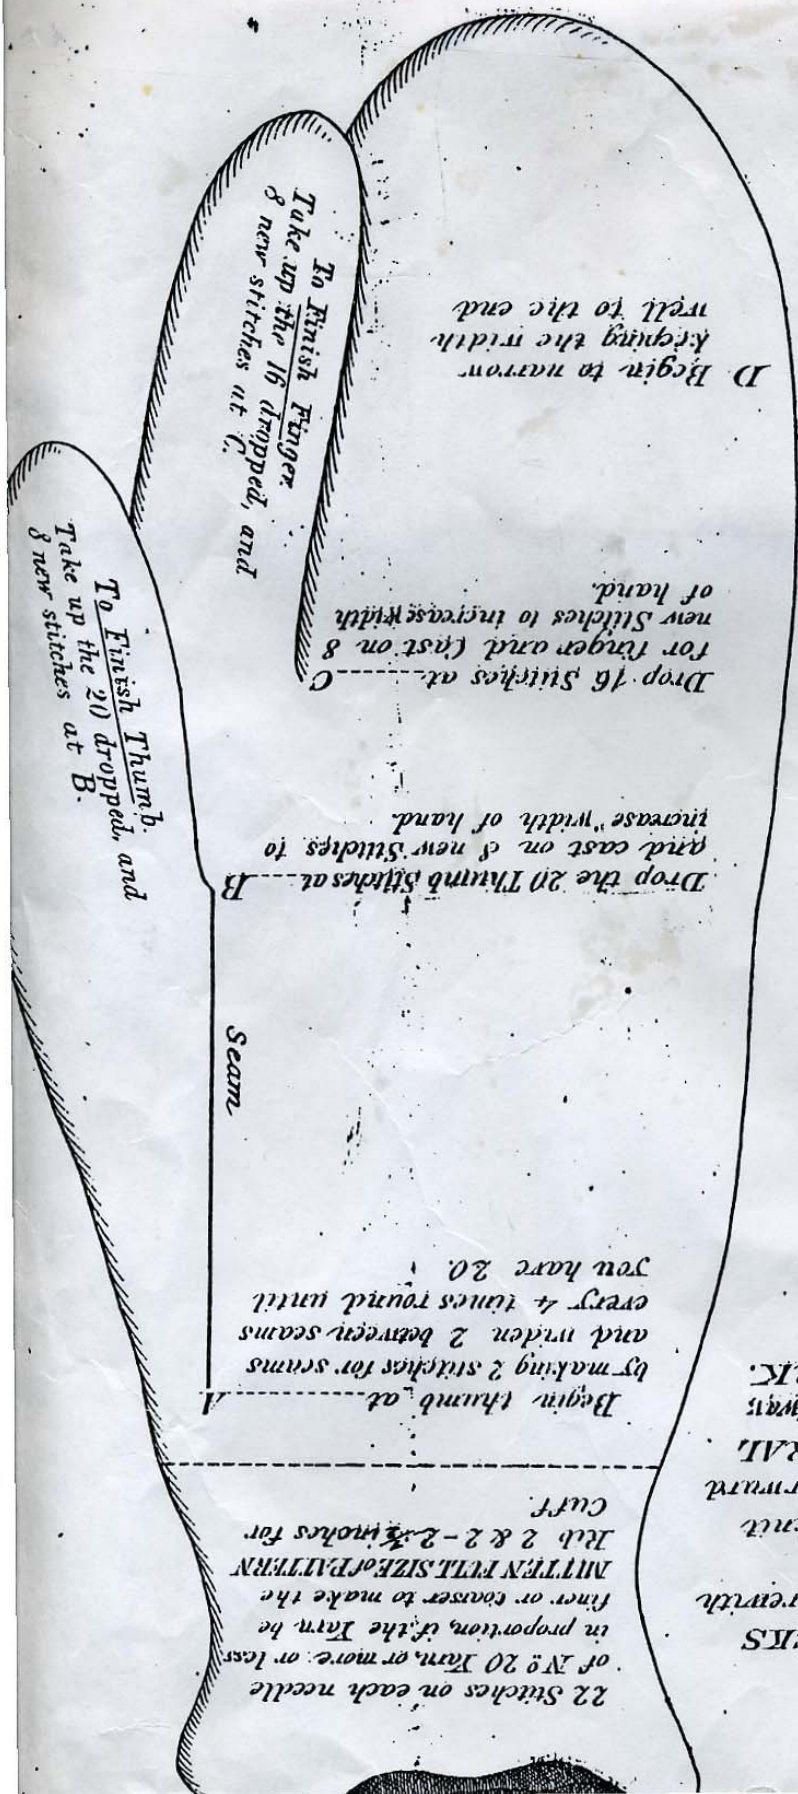 22 Stitches on each needle
of No. 20 Yarn, or more or less
in proportion, if the Yarn be
finer or coarser to make the
MITTEN FULL SIZE of PATTERN
Rib 2 & 2 - 2½ inches for
Cuff.
Begin thumb at A
by making 2 stitches for seams
and widen 2 between seams
every 4 times round until
you have 20.
Seam
Drop the 20 Thumb Stitches at B
and cast on 8 new Stitches to
increase width of hand.
Drop 16 Stitches at C
for finger and Cast on 8
new Stitches to increase width
of hand.
D Begin to narrow
keeping the width
well to the end
To Finish Finger.
Take up the 16 dropped, and
8 new stitches at C.
To Finish Thumb.
Take up the 20 dropped, and
8 new stitches at B.